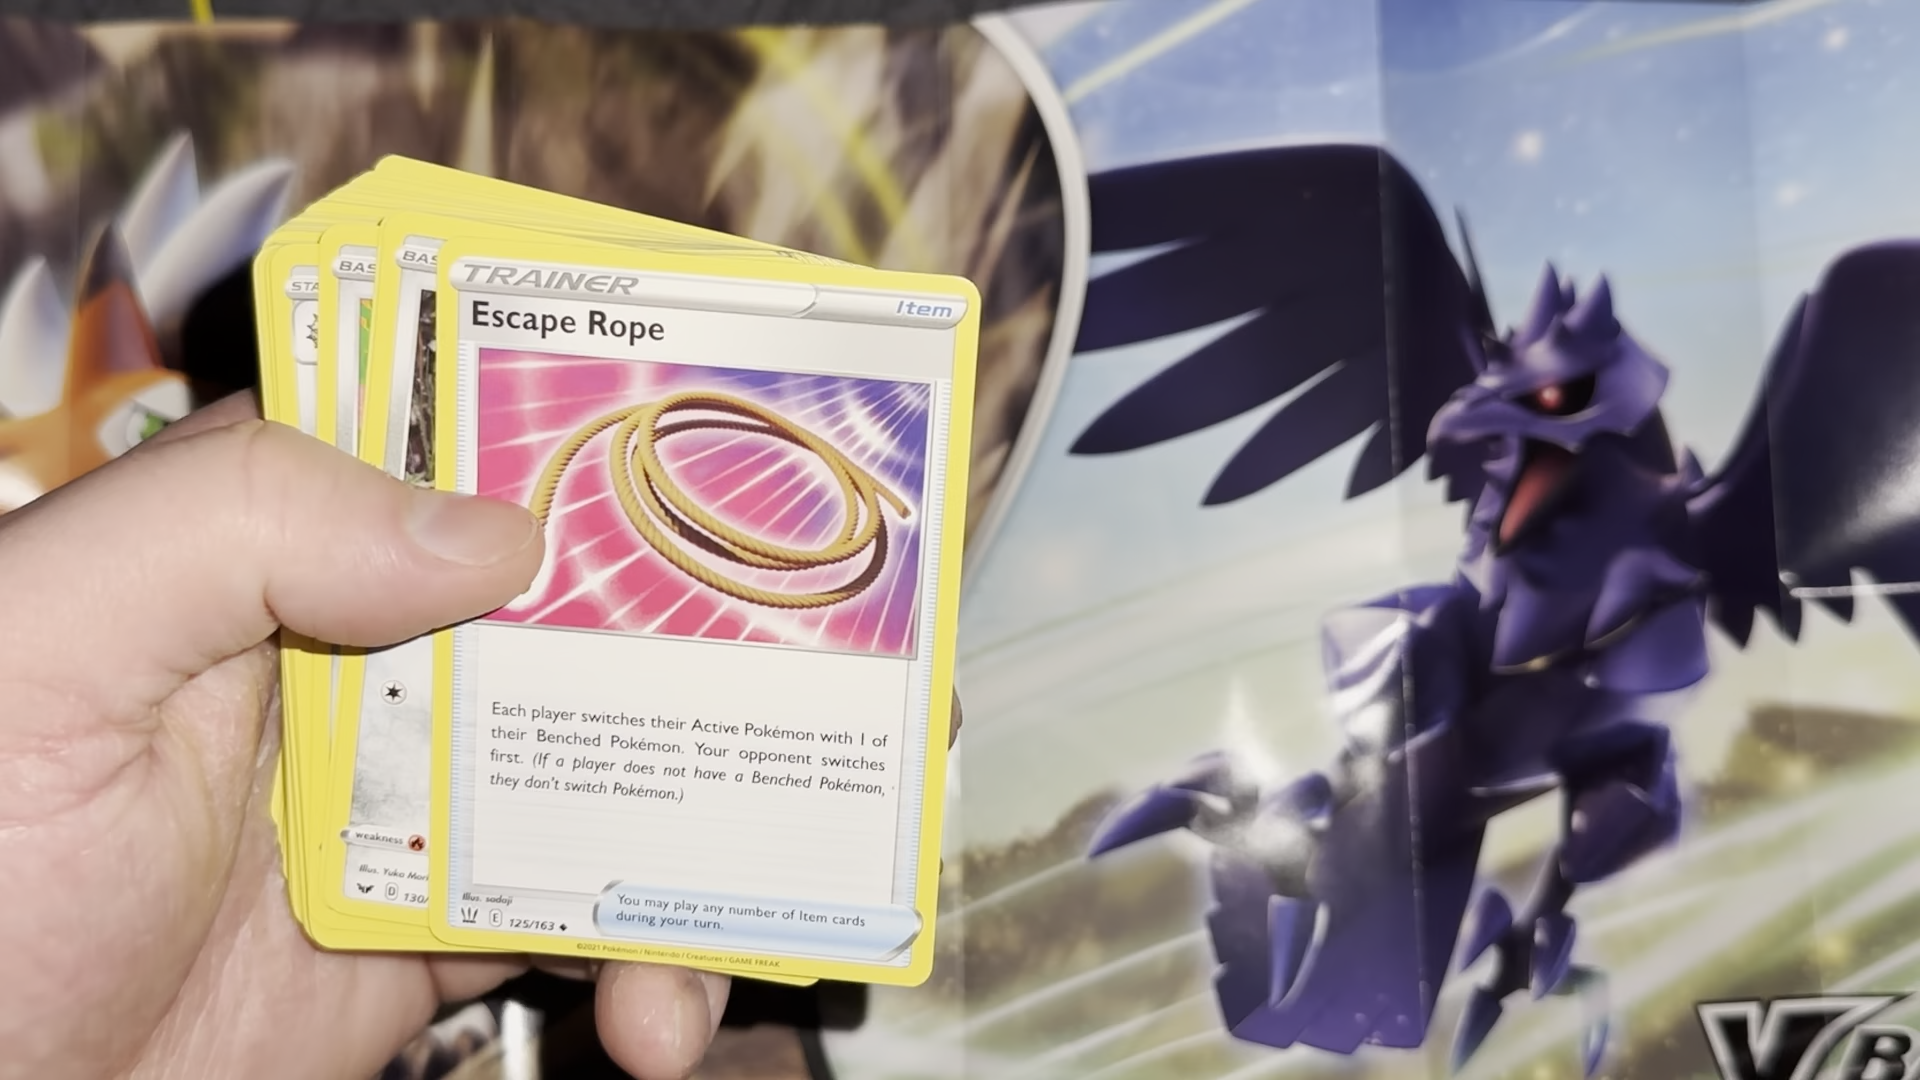 STA
BAS
BAS
TRAINER
Item
Escape Rope
Each player switches their Active Pokémon with 1 of
their Benched Pokémon. Your opponent switches
first. (If a player does not have a Benched Pokémon,
they don't switch Pokémon.)
weakness
Illus. Yuko Mori
D 130/
Illus. sadaji
E 125/163
You may play any number of Item cards
during your turn.
©2021 Pokémon / Nintendo / Creatures / GAME FREAK
V B